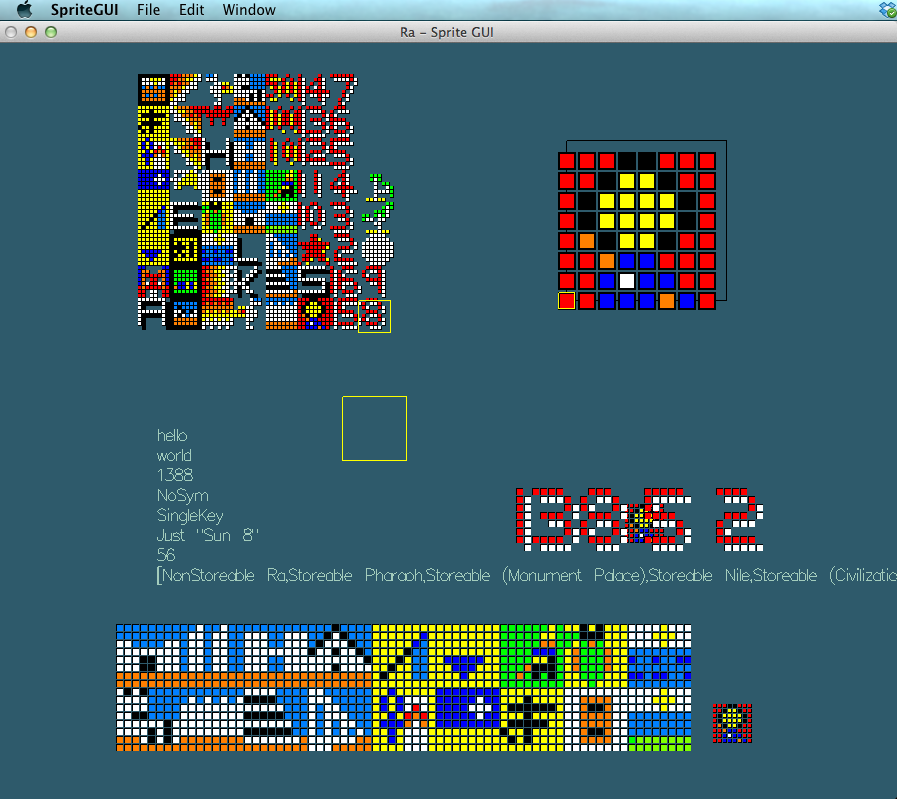 SpriteGUI File Edit Window
Ra – Sprite GUI
hello
world
1388
NoSym
SingleKey
Just "Sun 8"
56
[NonStoreable Ra,Storeable Pharaoh,Storeable (Monument Palace),Storeable Nile,Storeable (Civilizatio